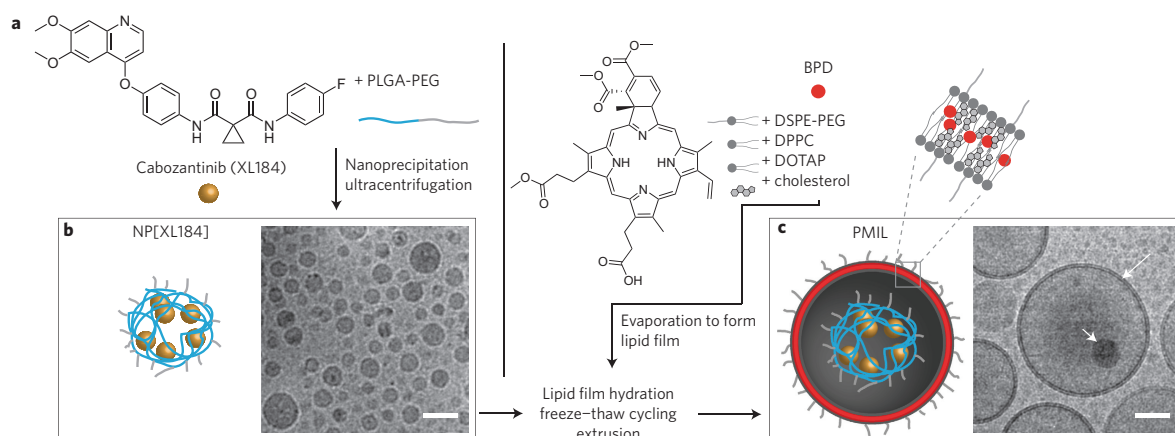 a
N
O
O
O
O
O
N
H
N
H
F
+ PLGA-PEG
Cabozantinib (XL184)
Nanoprecipitation
ultracentrifugation
b
NP[XL184]
O
O
O
O
N
NH
HN
N
O
O
O
OH
BPD
+ DSPE-PEG
+ DPPC
+ DOTAP
+ cholesterol
Evaporation to form
lipid film
Lipid film hydration
freeze–thaw cycling
extrusion
c
PMIL